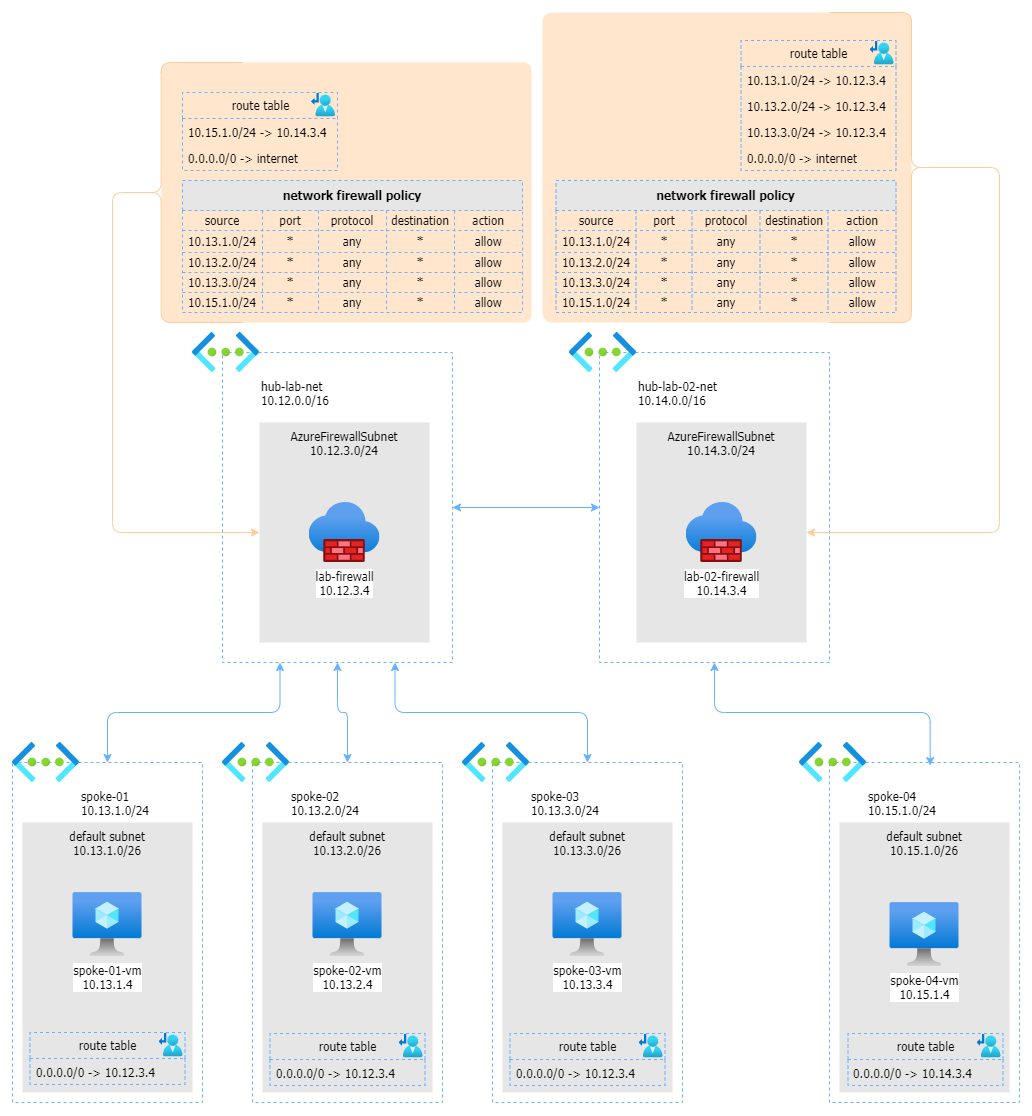 route table
10.15.1.0/24 -> 10.14.3.4
0.0.0.0/0 -> internet
network firewall policy
source port protocol destination action
10.13.1.0/24 * any * allow
10.13.2.0/24 * any * allow
10.13.3.0/24 * any * allow
10.15.1.0/24 * any * allow
route table
10.13.1.0/24 -> 10.12.3.4
10.13.2.0/24 -> 10.12.3.4
10.13.3.0/24 -> 10.12.3.4
0.0.0.0/0 -> internet
network firewall policy
source port protocol destination action
10.13.1.0/24 * any * allow
10.13.2.0/24 * any * allow
10.13.3.0/24 * any * allow
10.15.1.0/24 * any * allow
hub-lab-net
10.12.0.0/16
AzureFirewallSubnet
10.12.3.0/24
lab-firewall
10.12.3.4
hub-lab-02-net
10.14.0.0/16
AzureFirewallSubnet
10.14.3.0/24
lab-02-firewall
10.14.3.4
spoke-01
10.13.1.0/24
default subnet
10.13.1.0/26
spoke-01-vm
10.13.1.4
route table
0.0.0.0/0 -> 10.12.3.4
spoke-02
10.13.2.0/24
default subnet
10.13.2.0/26
spoke-02-vm
10.13.2.4
route table
0.0.0.0/0 -> 10.12.3.4
spoke-03
10.13.3.0/24
default subnet
10.13.3.0/26
spoke-03-vm
10.13.3.4
route table
0.0.0.0/0 -> 10.12.3.4
spoke-04
10.15.1.0/24
default subnet
10.15.1.0/26
spoke-04-vm
10.15.1.4
route table
0.0.0.0/0 -> 10.14.3.4